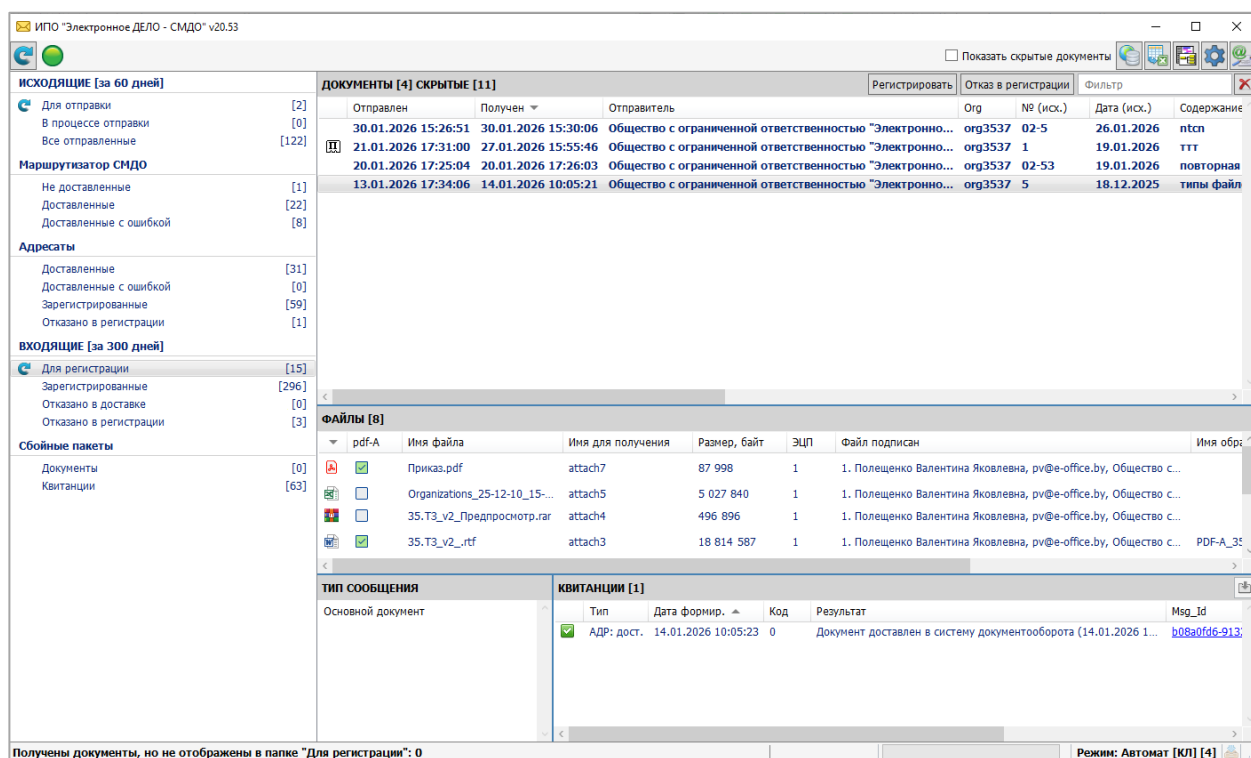 ИПО "Электронное ДЕЛО - СМДО" v20.53
Показать скрытые документы
ИСХОДЯЩИЕ [за 60 дней]
Для отправки [2]
В процессе отправки [0]
Все отправленные [122]
Маршрутизатор СМДО
Не доставленные [1]
Доставленные [22]
Доставленные с ошибкой [8]
Адресаты
Доставленные [31]
Доставленные с ошибкой [0]
Зарегистрированные [59]
Отказано в регистрации [1]
ВХОДЯЩИЕ [за 300 дней]
Для регистрации [15]
Зарегистрированные [296]
Отказано в доставке [0]
Отказано в регистрации [3]
Сбойные пакеты
Документы [0]
Квитанции [63]
ДОКУМЕНТЫ [4] СКРЫТЫЕ [11] Регистрировать Отказ в регистрации Фильтр
Отправлен Получен Отправитель Org № (исх.) Дата (исх.) Содержание
30.01.2026 15:26:51 30.01.2026 15:30:06 Общество с ограниченной ответственностью "Электронно... org3537 02-5 26.01.2026 ntcn
П 21.01.2026 17:31:00 27.01.2026 15:55:46 Общество с ограниченной ответственностью "Электронно... org3537 1 19.01.2026 ттт
20.01.2026 17:25:04 20.01.2026 17:26:03 Общество с ограниченной ответственностью "Электронно... org3537 02-53 19.01.2026 повторная
13.01.2026 17:34:06 14.01.2026 10:05:21 Общество с ограниченной ответственностью "Электронно... org3537 5 18.12.2025 типы файл
ФАЙЛЫ [8]
pdf-A Имя файла Имя для получения Размер, байт ЭЦП Файл подписан Имя обра
Приказ.pdf attach7 87 998 1 1. Полещенко Валентина Яковлевна, pv@e-office.by, Общество с...
Organizations_25-12-10_15-... attach5 5 027 840 1 1. Полещенко Валентина Яковлевна, pv@e-office.by, Общество с...
35.ТЗ_v2_Предпросмотр.rar attach4 496 896 1 1. Полещенко Валентина Яковлевна, pv@e-office.by, Общество с...
35.ТЗ_v2_.rtf attach3 18 814 587 1 1. Полещенко Валентина Яковлевна, pv@e-office.by, Общество с... PDF-A_35
ТИП СООБЩЕНИЯ
Основной документ
КВИТАНЦИИ [1]
Тип Дата формир. Код Результат Msg_Id
АДР: дост. 14.01.2026 10:05:23 0 Документ доставлен в систему документооборота (14.01.2026 1... b08a0fd6-913
Получены документы, но не отображены в папке "Для регистрации": 0
Режим: Автомат [КЛ] [4]